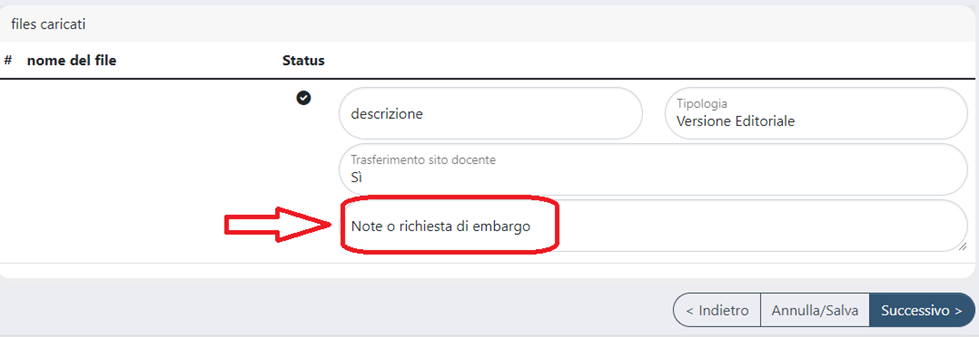 files caricati
# nome del file Status
descrizione
Tipologia
Versione Editoriale
Trasferimento sito docente
Sì
Note o richiesta di embargo
< Indietro Annulla/Salva Successivo >